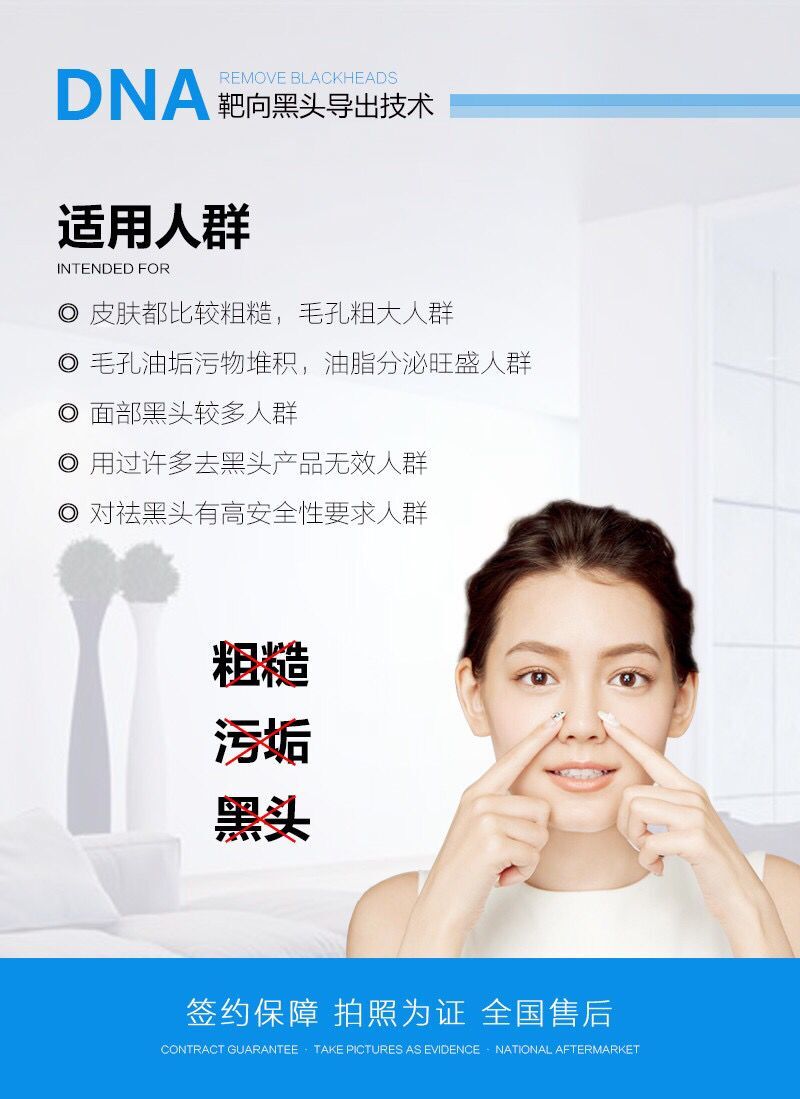 DNA
REMOVE BLACKHEADS
靶向黑头导出技术
适用人群
INTENDED FOR
◎ 皮肤都比较粗糙，毛孔粗大人群
◎ 毛孔油垢污物堆积，油脂分泌旺盛人群
◎ 面部黑头较多人群
◎ 用过许多去黑头产品无效人群
◎ 对祛黑头有高安全性要求人群
粗糙
污垢
黑头
签约保障 拍照为证 全国售后
CONTRACT GUARANTEE · TAKE PICTURES AS EVIDENCE · NATIONAL AFTERMARKET